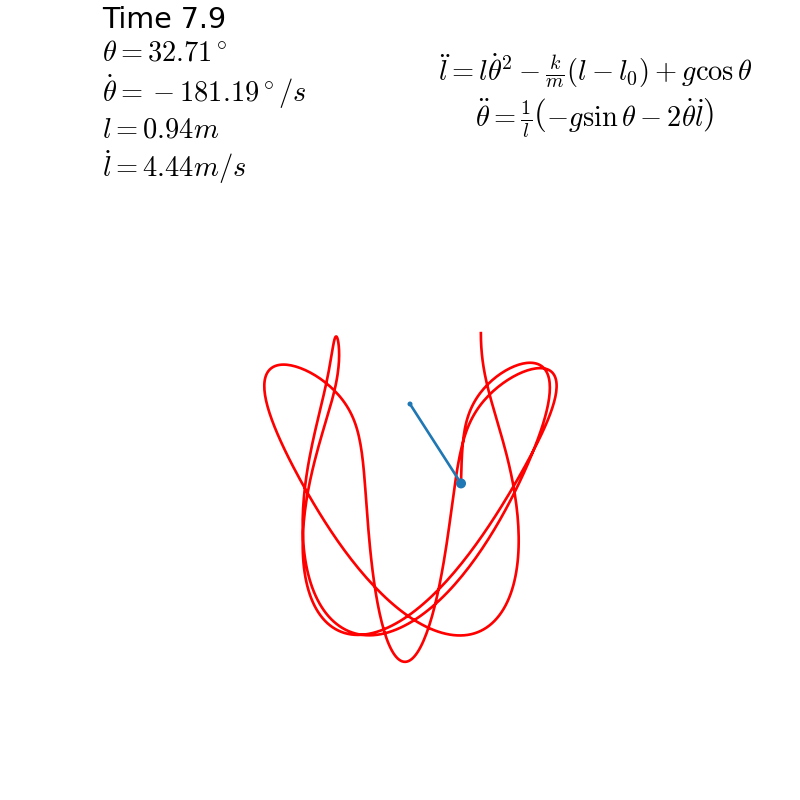 Time 7.9
θ = 32.71°
θ̇ = −181.19°/s
l = 0.94m
l̇ = 4.44m/s
l̈ = lθ̇² − k/m(l − l₀) + g cos θ
θ̈ = 1/l(−g sin θ − 2θ̇l̇)